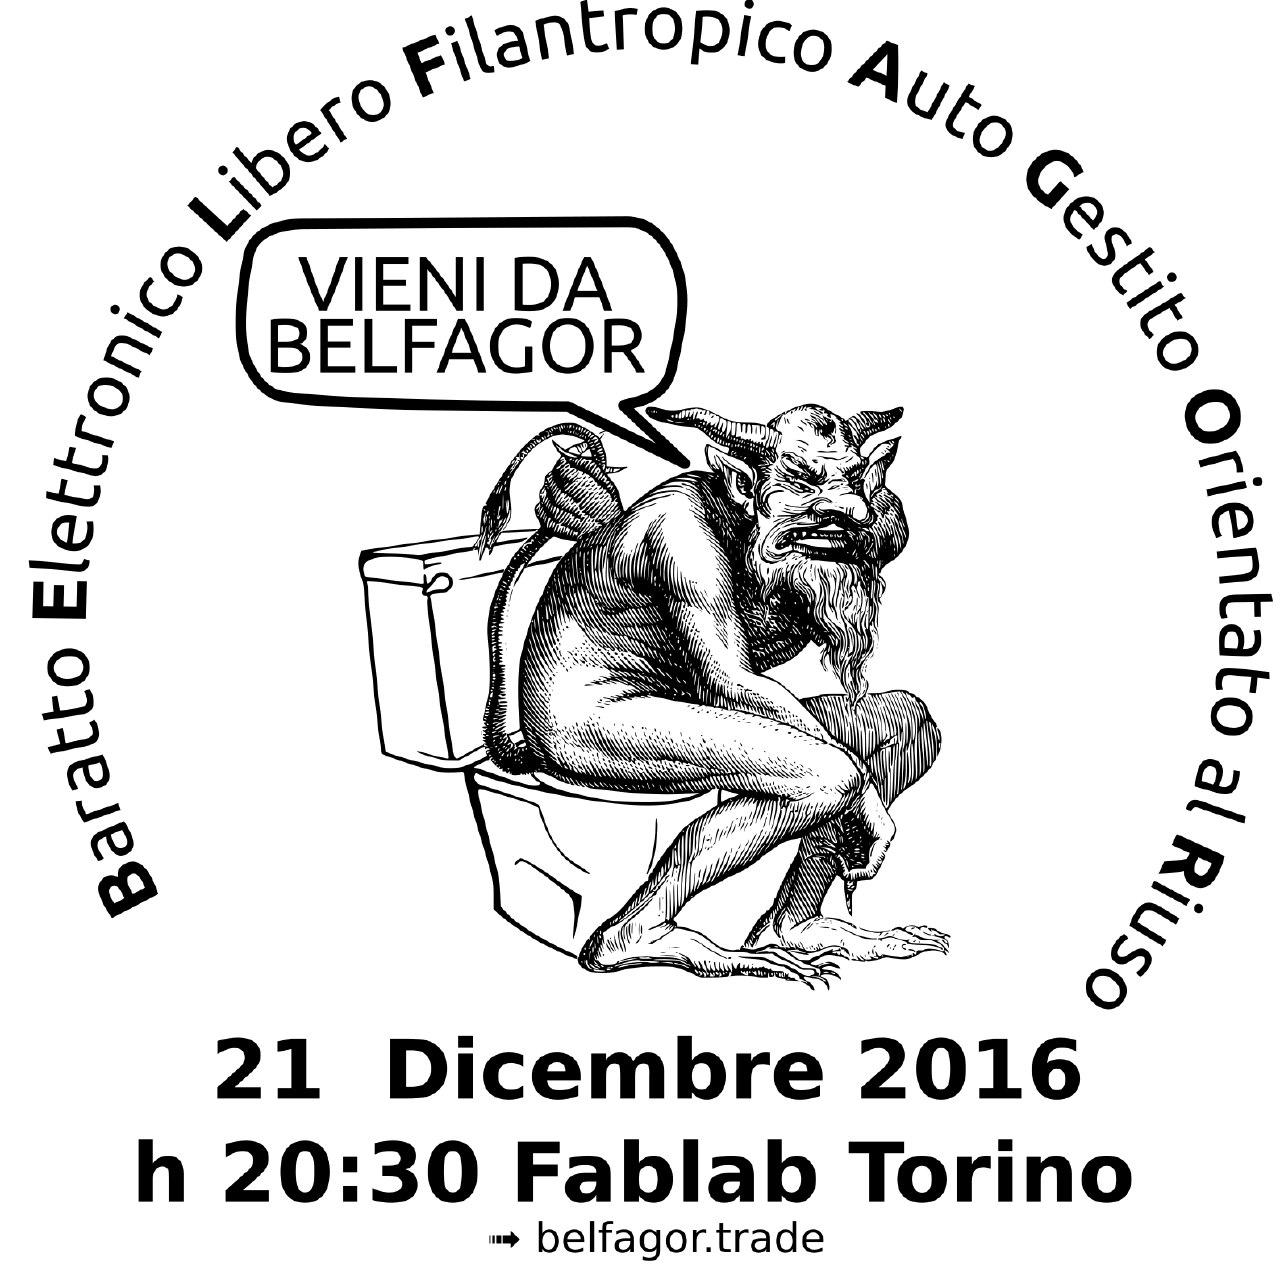 Baratto Elettronico Libero Filantropico Auto Gestito Orientato al Riuso
VIENI DA
BELFAGOR
21 Dicembre 2016
h 20:30 Fablab Torino
➟ belfagor.trade